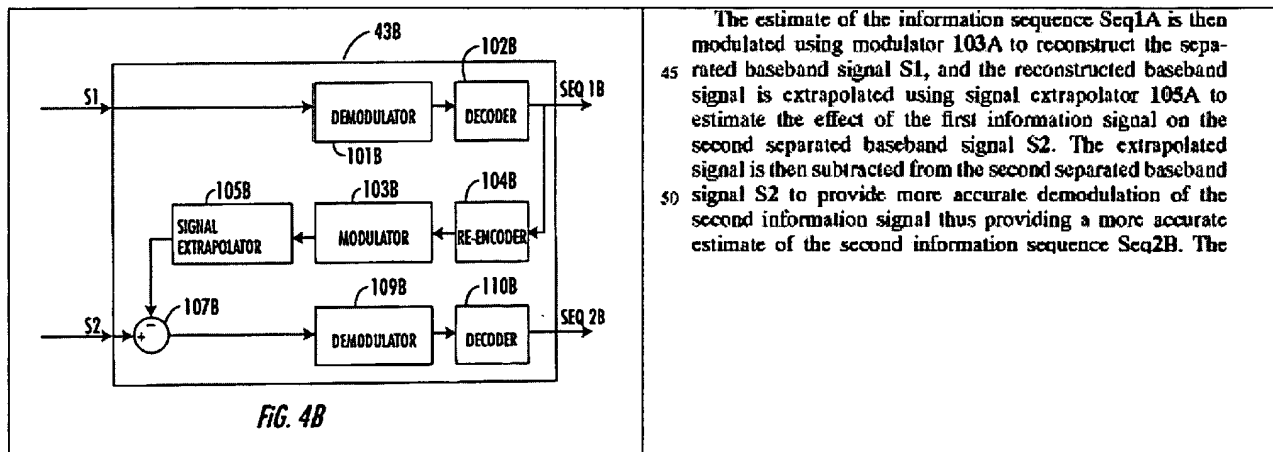 43B
102B
S1
SEQ 1B
DEMODULATOR
DECODER
101B
105B
103B
104B
SIGNAL
EXTRAPOLATOR
MODULATOR
RE-ENCODER
107B
109B
110B
S2
SEQ 2B
−
+
DEMODULATOR
DECODER
FIG. 4B
The estimate of the information sequence Seq1A is then
modulated using modulator 103A to reconstruct the sepa-
45 rated baseband signal S1, and the reconstructed baseband
signal is extrapolated using signal extrapolator 105A to
estimate the effect of the first information signal on the
second separated baseband signal S2. The extrapolated
signal is then subtracted from the second separated baseband
50 signal S2 to provide more accurate demodulation of the
second information signal thus providing a more accurate
estimate of the second information sequence Seq2B. The